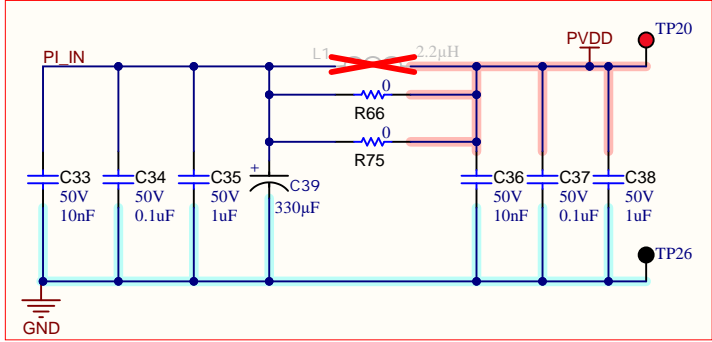 PI_IN
L1
2.2µH
PVDD
TP20
0
R66
0
R75
C33
50V
10nF
C34
50V
0.1uF
C35
50V
1uF
+
C39
330µF
C36
50V
10nF
C37
50V
0.1uF
C38
50V
1uF
TP26
GND